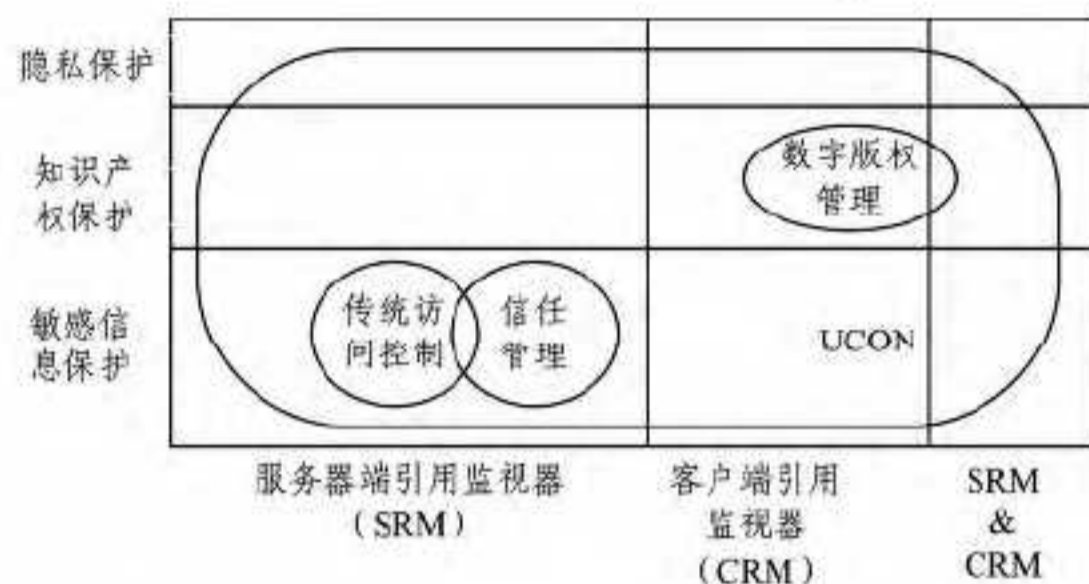 隐私保护
知识产
权保护
数字版权
管理
敏感信
息保护
传统访
问控制
信任
管理
UCON
服务器端引用监视器
(SRM)
客户端引用
监视器
(CRM)
SRM
&
CRM